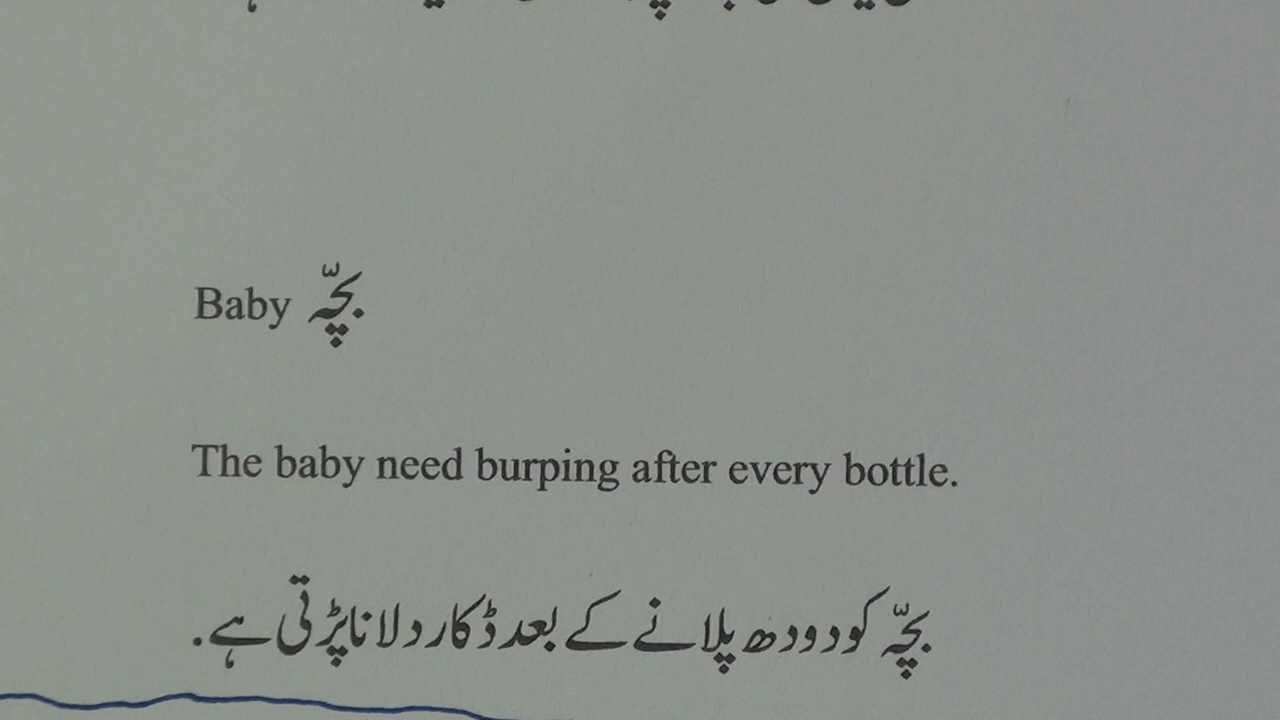 Baby بچّہ
The baby need burping after every bottle.
بچّہ کو دودھ پلانے کے بعد ڈکار دلانا پڑتی ہے.